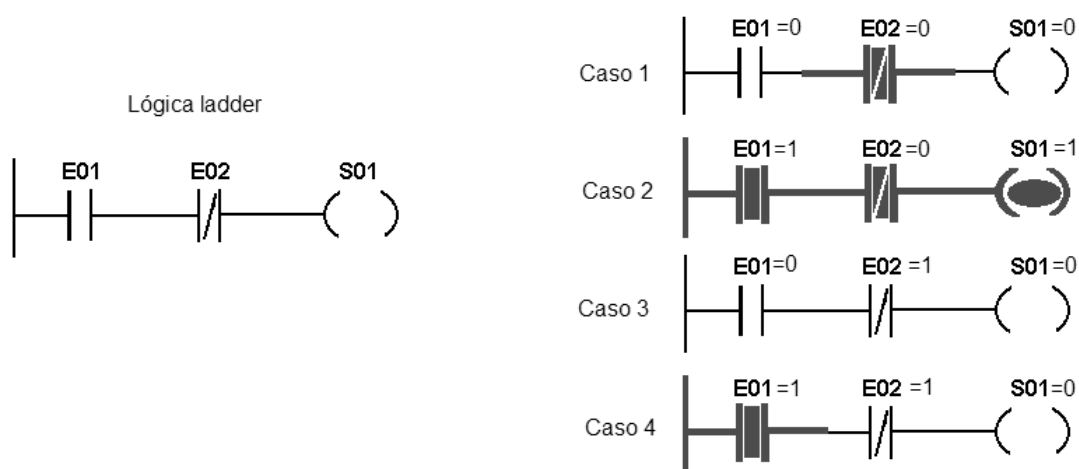 Lógica ladder
E01 E02 S01
E01 =0 E02 =0 S01=0
Caso 1
E01=1 E02=0 S01 =1
Caso 2
E01=0 E02 =1 S01=0
Caso 3
E01=1 E02 =1 S01=0
Caso 4